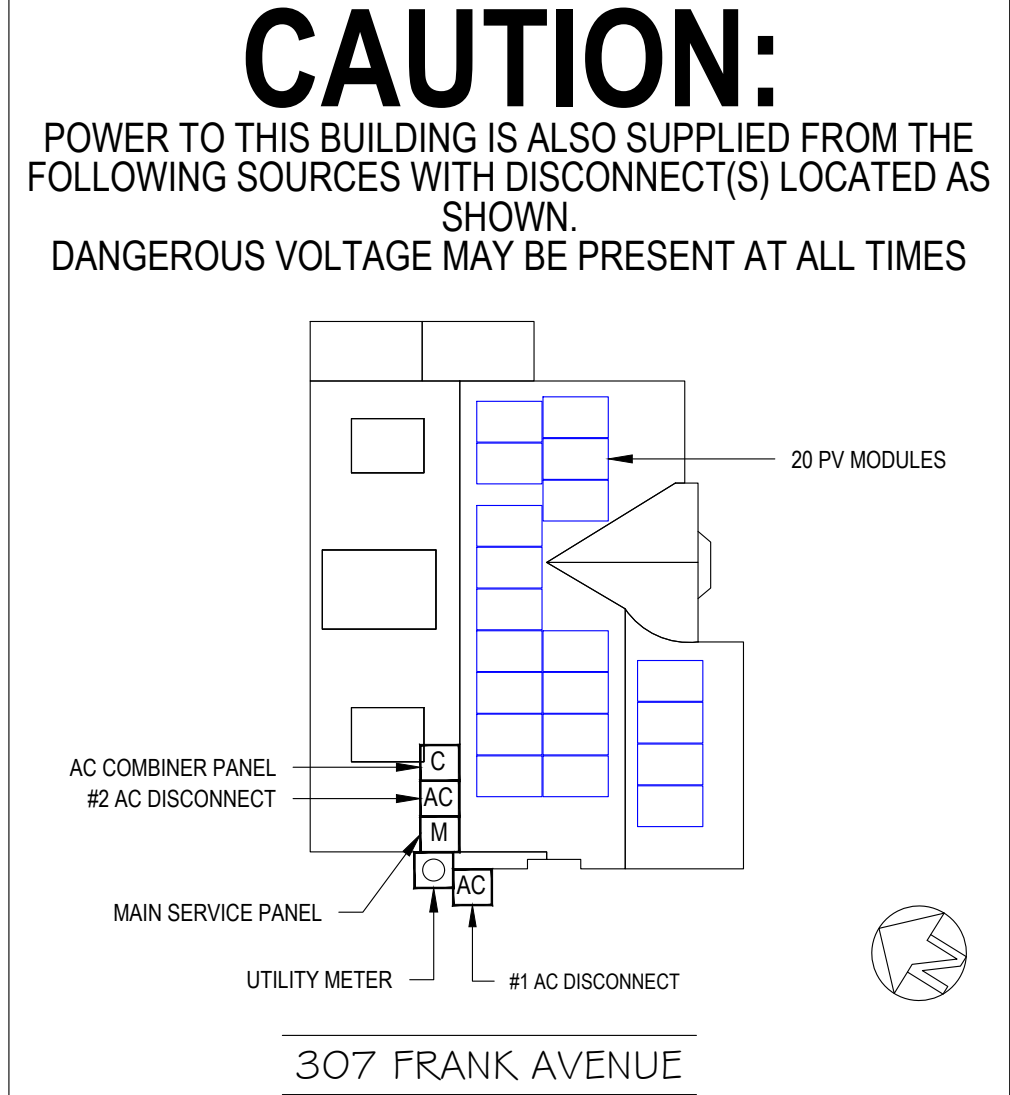 CAUTION:
POWER TO THIS BUILDING IS ALSO SUPPLIED FROM THE
FOLLOWING SOURCES WITH DISCONNECT(S) LOCATED AS
SHOWN.
DANGEROUS VOLTAGE MAY BE PRESENT AT ALL TIMES
20 PV MODULES
AC COMBINER PANEL
C
#2 AC DISCONNECT
AC
M
MAIN SERVICE PANEL
AC
UTILITY METER
#1 AC DISCONNECT
N
307 FRANK AVENUE